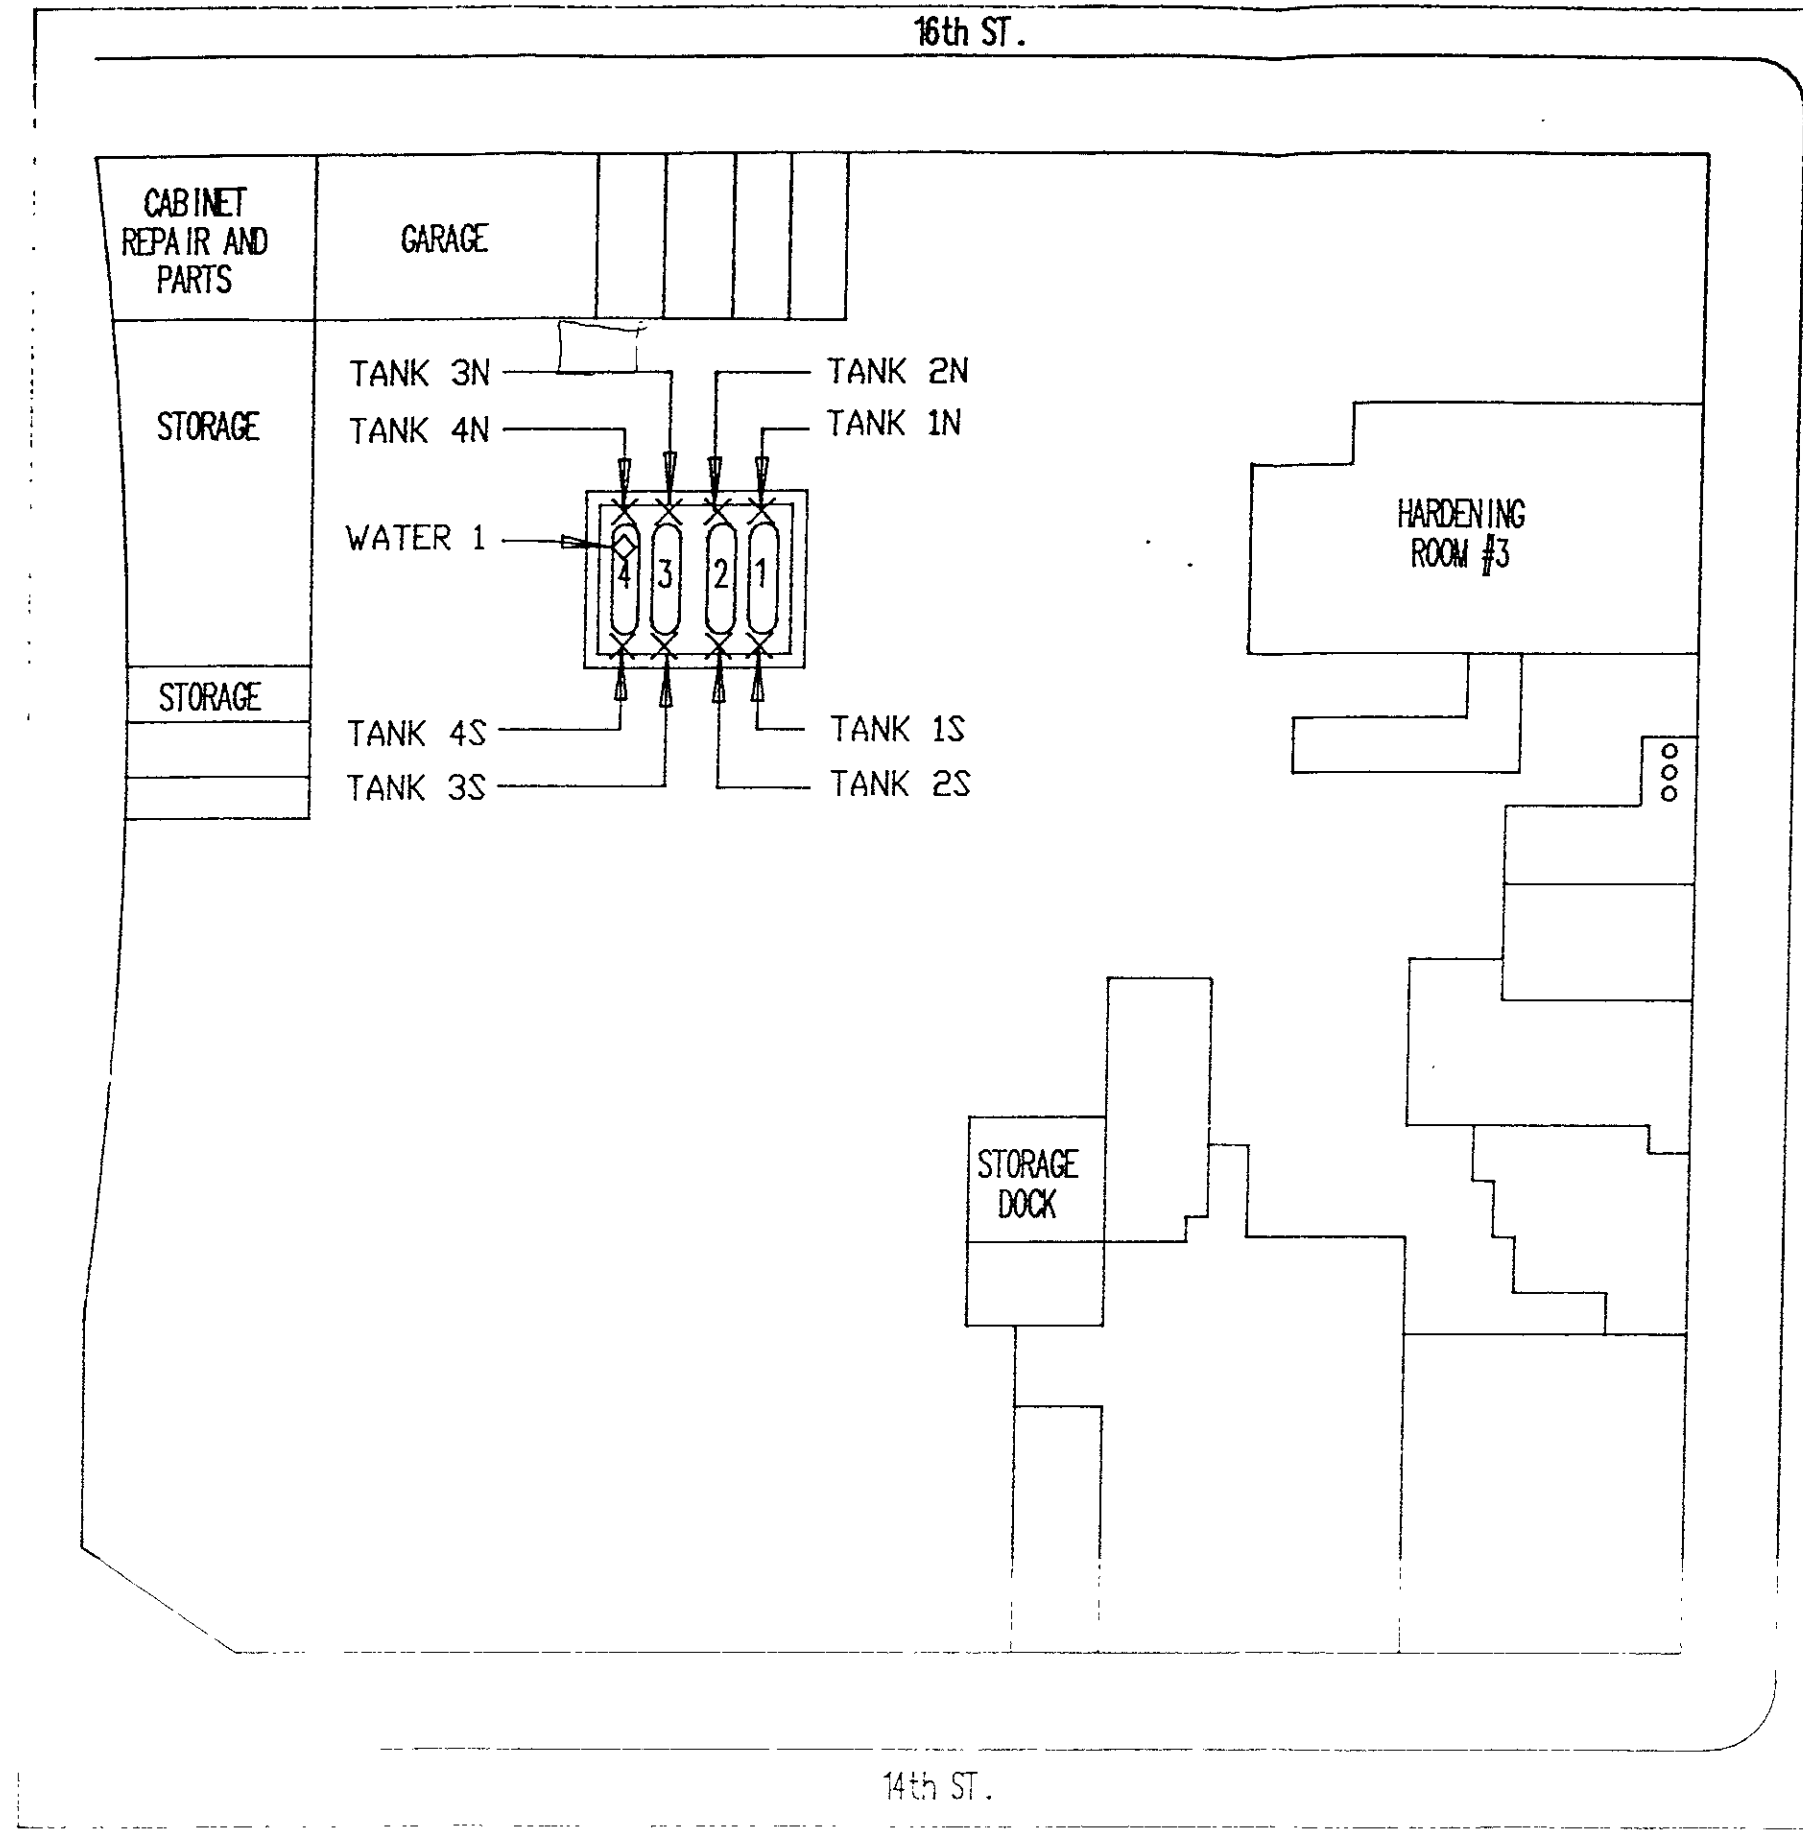 16th ST.
CABINET
REPAIR AND
PARTS
GARAGE
STORAGE
TANK 3N
TANK 2N
TANK 4N
TANK 1N
WATER 1
4
3
2
1
HARDENING
ROOM #3
STORAGE
TANK 4S
TANK 1S
TANK 3S
TANK 2S
STORAGE
DOCK
14th ST.